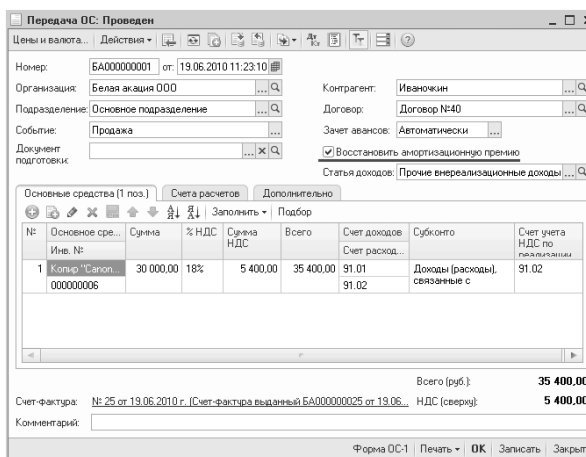 Передача ОС: Проведен
Цены и валюта... Действия
Номер: БА000000001 от: 19.06.2010 11:23:10
Организация: Белая акация ООО ... Контрагент: Иваночкин ...
Подразделение: Основное подразделение ... Договор: Договор №40 ...
Событие: Продажа ... Зачет авансов: Автоматически ...
Документ подготовки: ... Восстановить амортизационную премию
Статья доходов: Прочие внереализационные доходы ...
Основные средства (1 поз.) Счета расчетов Дополнительно
Заполнить Подбор
№ Основное сре... Сумма % НДС Сумма НДС Всего Счет доходов Субконто Счет учета НДС по реализации
Инв. № Счет расход...
1 Копир "Canon... 30 000,00 18% 5 400,00 35 400,00 91.01 Доходы (расходы), связанные с 91.02
000000006 91.02
Всего (руб.): 35 400,00
Счет-фактура: № 25 от 19.06.2010 г. (Счет-фактура выданный БА000000025 от 19.06... НДС (сверху): 5 400,00
Комментарий:
Форма ОС-1 Печать OK Записать Закрыт